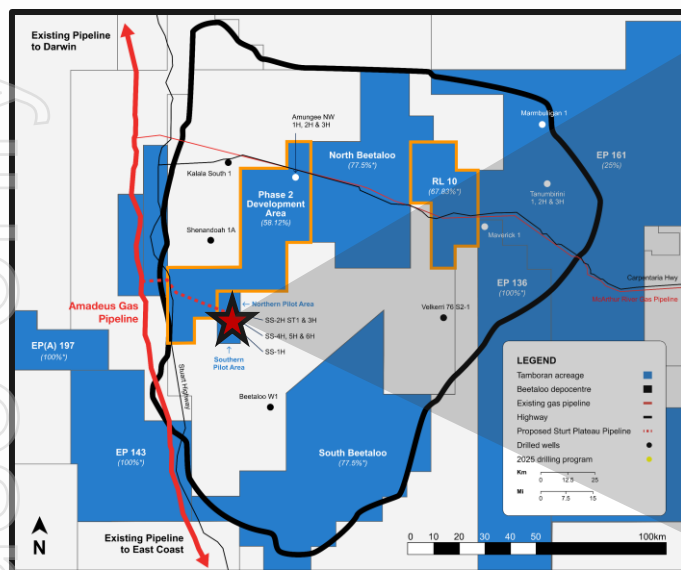 Existing Pipeline
to Darwin
Amungee NW
1H, 2H & 3H
Marmbulligan 1
North Beetaloo
(77.5%*)
EP 161
(25%)
Kalala South 1
RL 10
(67.83%*)
Phase 2
Development
Area
(58.12%)
Tanumbirini
1, 2H & 3H
Shenandoah 1A
Maverick 1
Carpentaria Hwy
EP 136
(100%*)
McArthur River Gas Pipeline
Amadeus Gas
Pipeline
Northern Pilot Area
SS-2H ST1 & 3H
SS-4H, 5H & 6H
SS-1H
Velkerri 76 S2-1
EP(A) 197
(100%*)
Southern
Pilot Area
Stuart Highway
Beetaloo W1
EP 143
(100%*)
South Beetaloo
(77.5%*)
LEGEND
Tamboran acreage
Beetaloo depocentre
Existing gas pipeline
Highway
Proposed Sturt Plateau Pipeline
Drilled wells
2025 drilling program
Km
0 12.5 25
Mi
0 7.5 15
N
Existing Pipeline
to East Coast
0 10 20 30 40 50 100km